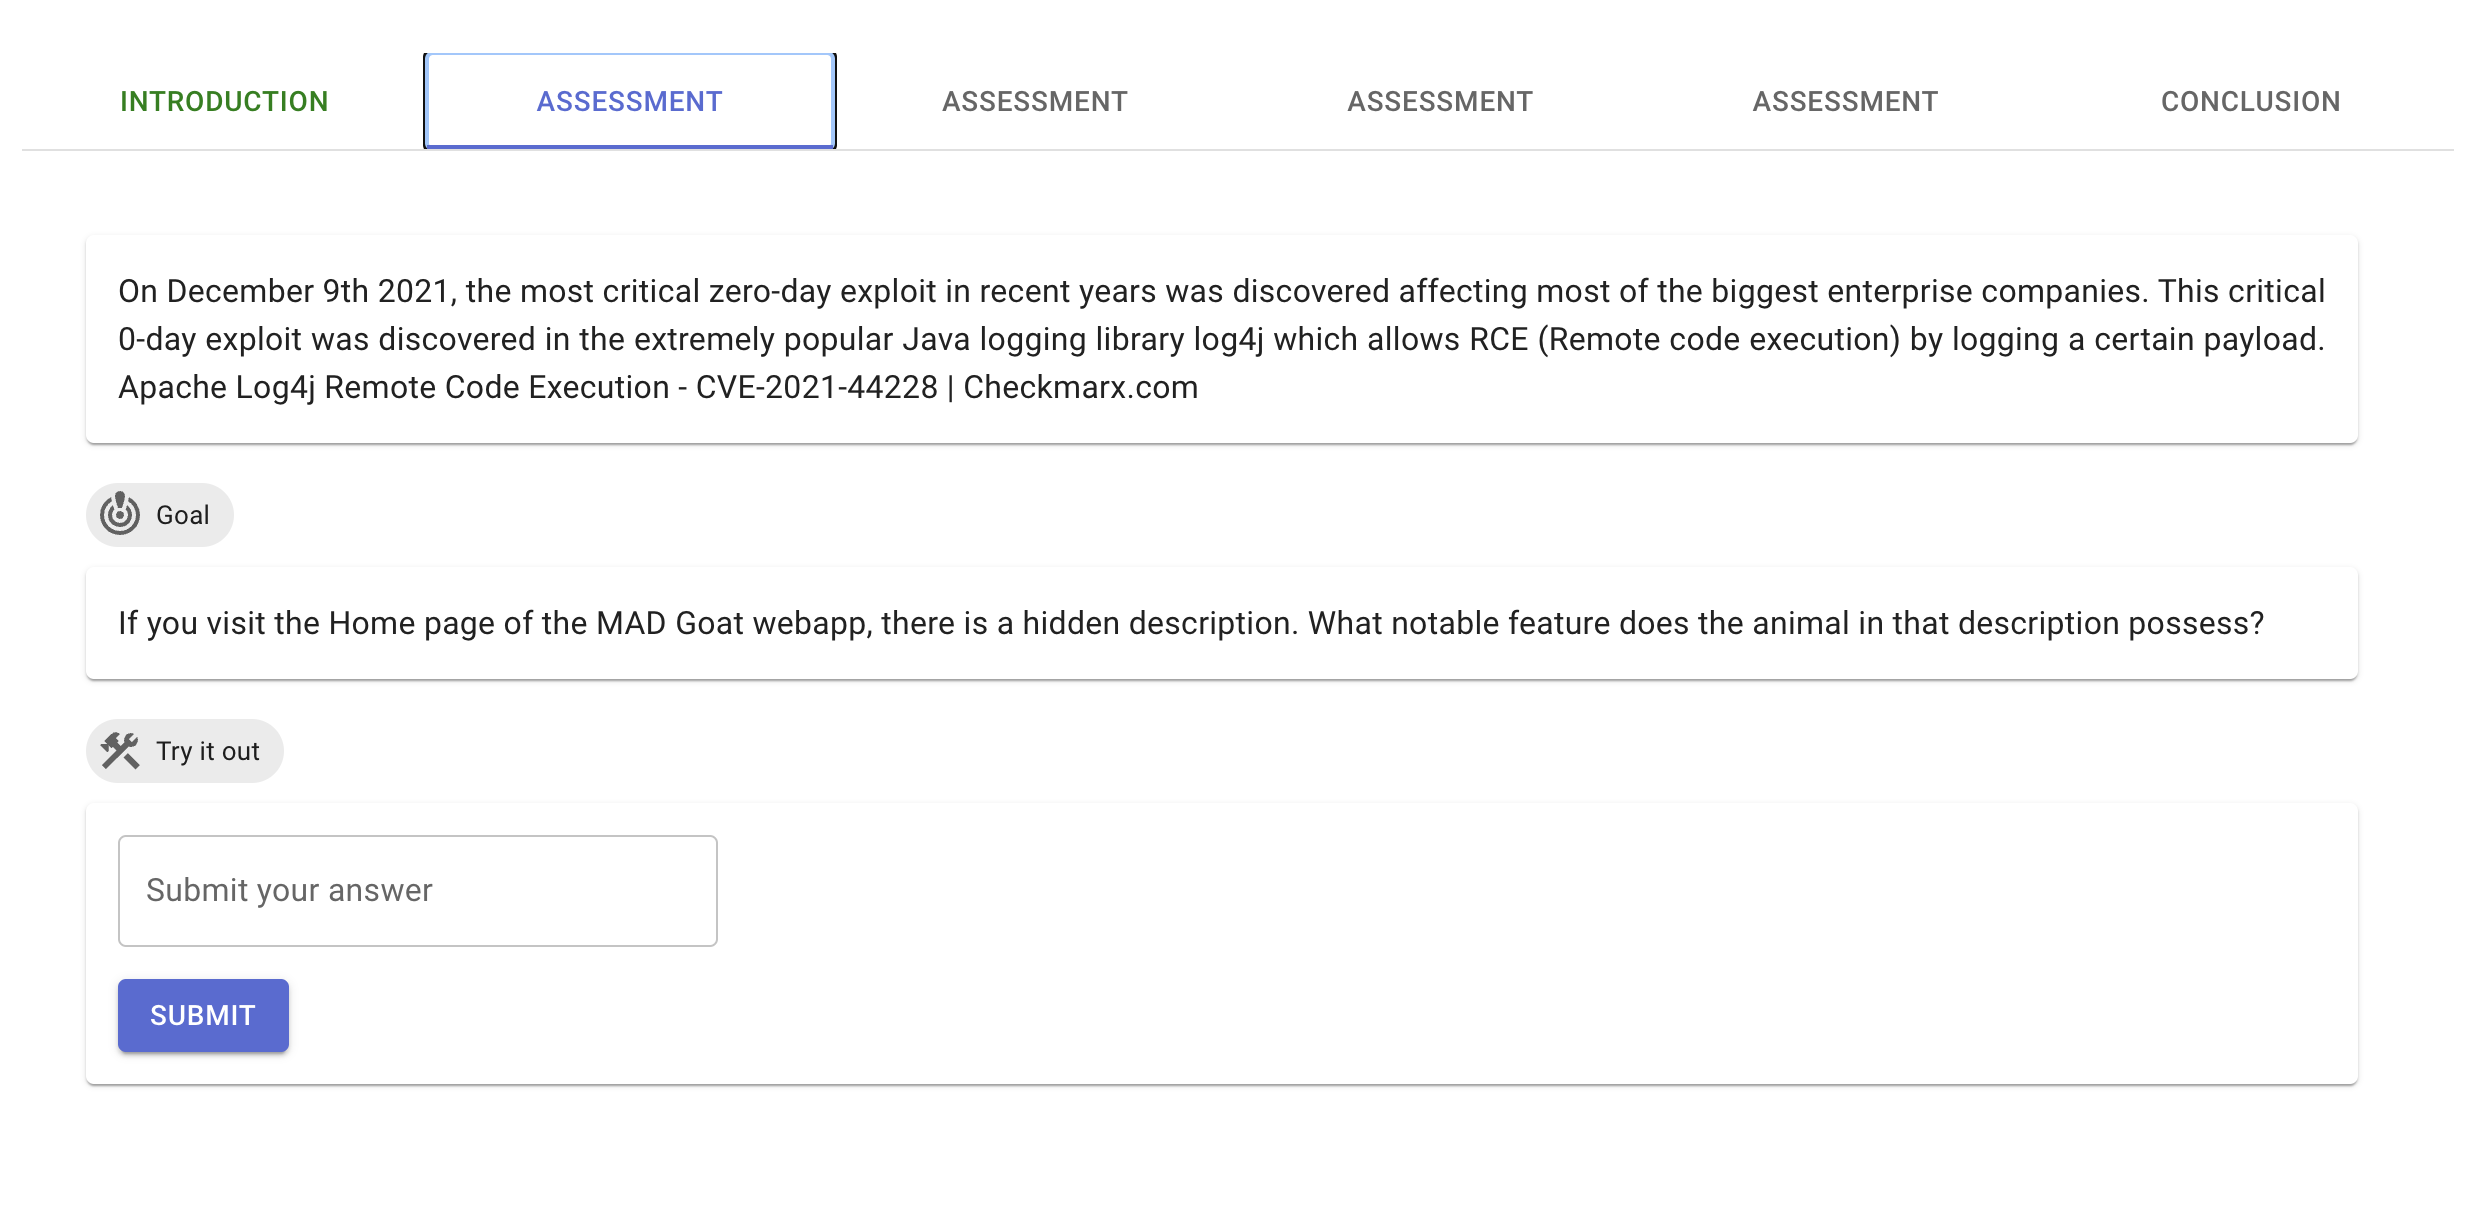 INTRODUCTION
ASSESSMENT
ASSESSMENT
ASSESSMENT
ASSESSMENT
CONCLUSION
On December 9th 2021, the most critical zero-day exploit in recent years was discovered affecting most of the biggest enterprise companies. This critical
0-day exploit was discovered in the extremely popular Java logging library log4j which allows RCE (Remote code execution) by logging a certain payload.
Apache Log4j Remote Code Execution - CVE-2021-44228 | Checkmarx.com
Goal
If you visit the Home page of the MAD Goat webapp, there is a hidden description. What notable feature does the animal in that description possess?
Try it out
Submit your answer
SUBMIT